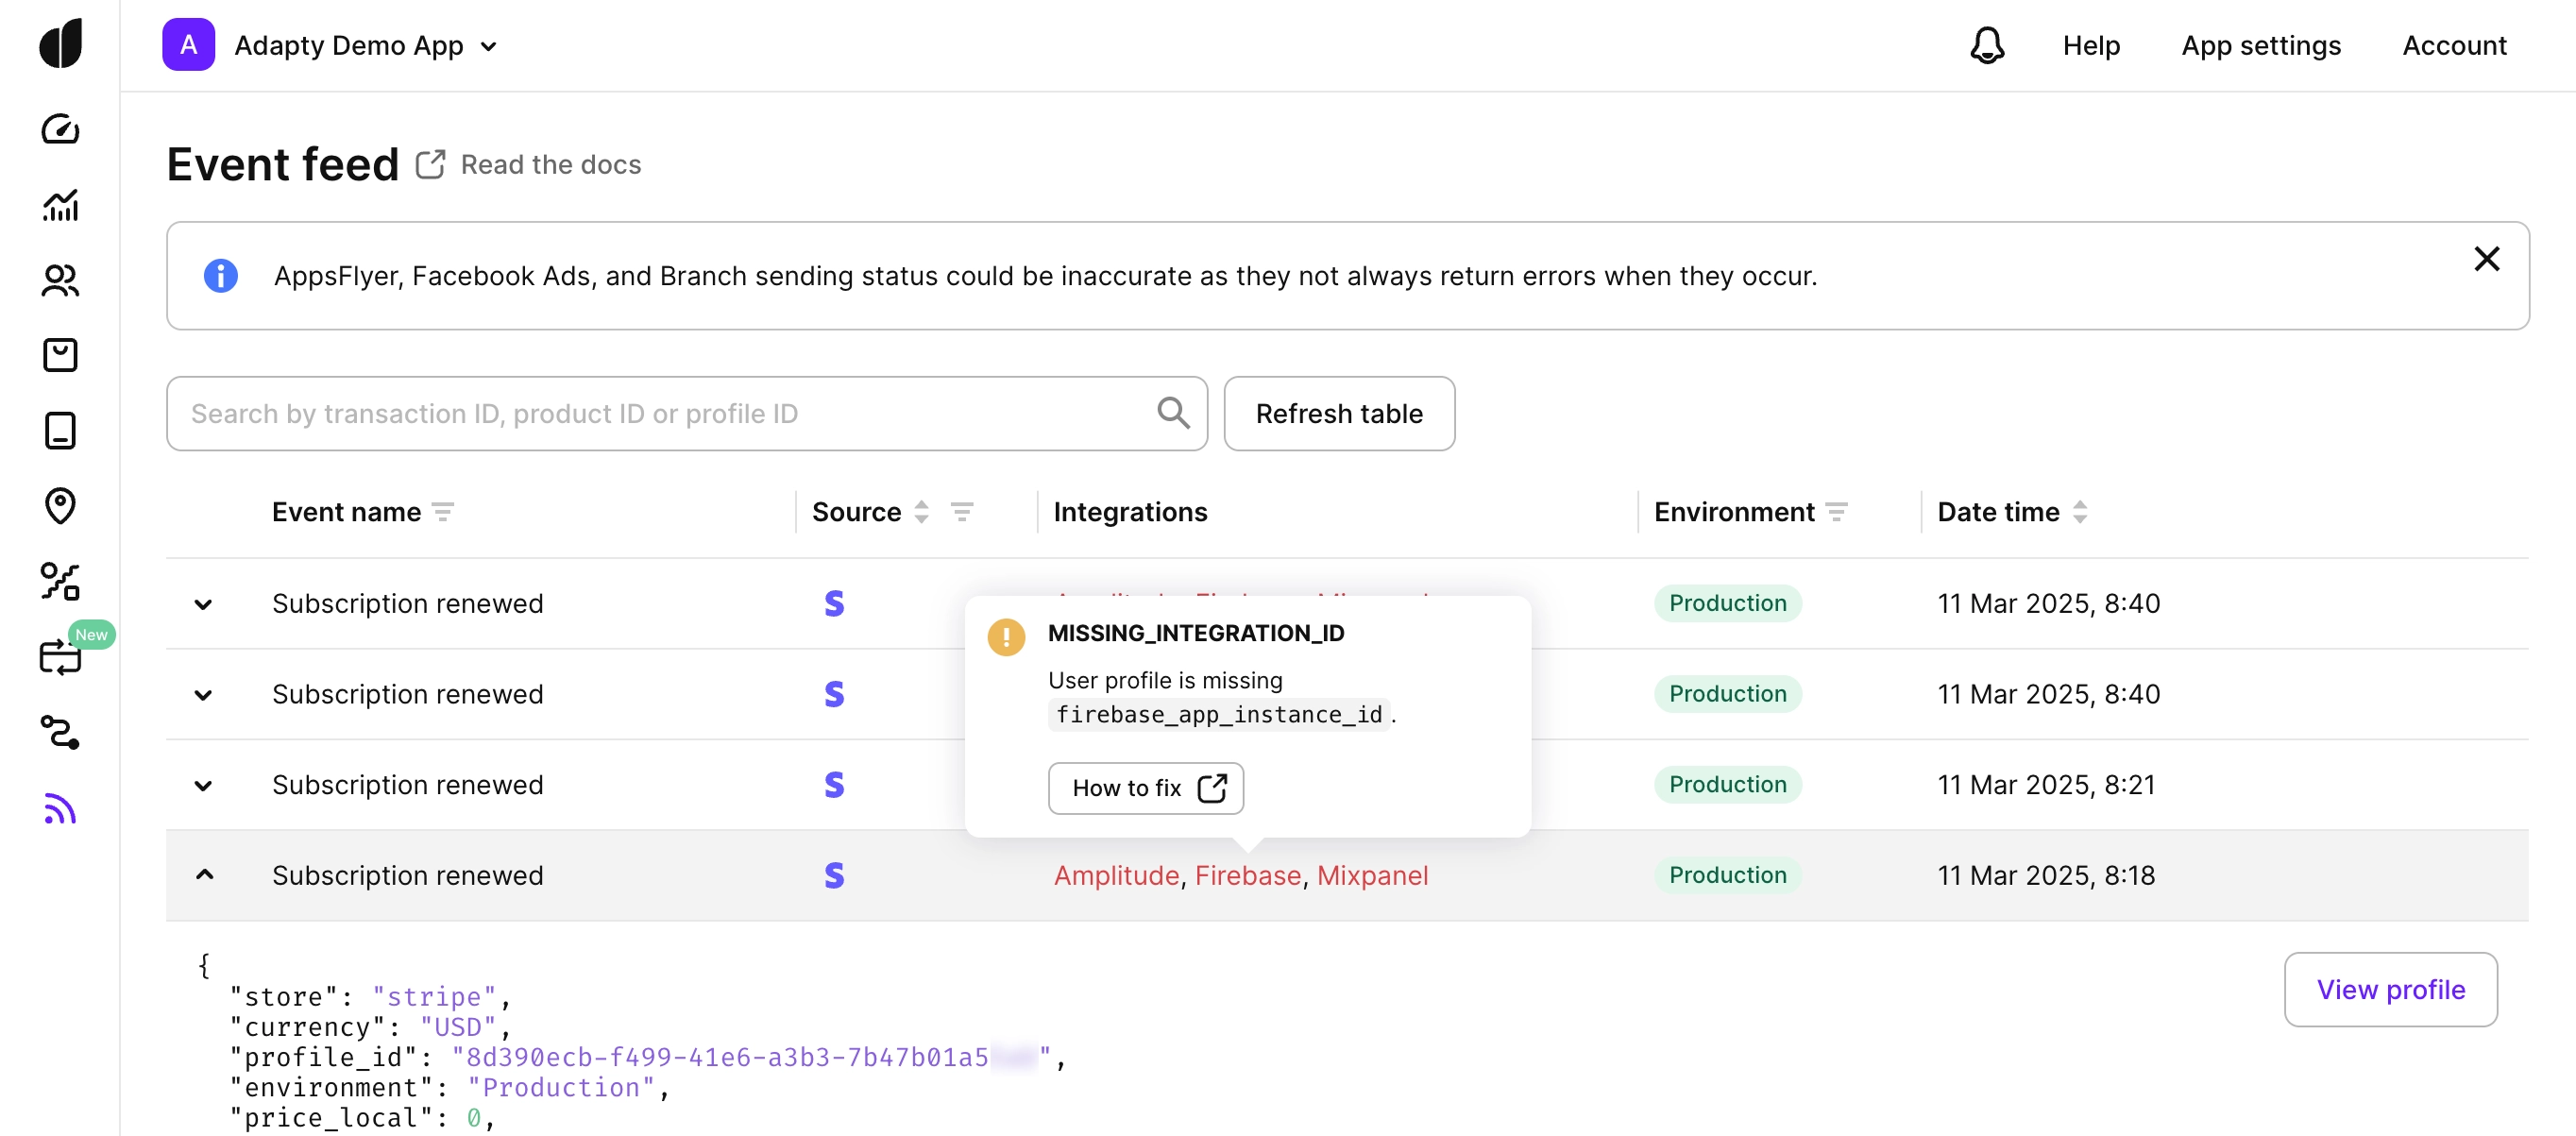 A Adapty Demo App
Help App settings Account
Event feed Read the docs
AppsFlyer, Facebook Ads, and Branch sending status could be inaccurate as they not always return errors when they occur.
Search by transaction ID, product ID or profile ID
Refresh table
Event name Source Integrations Environment Date time
Subscription renewed S Production 11 Mar 2025, 8:40
New
MISSING_INTEGRATION_ID
User profile is missing
firebase_app_instance_id.
How to fix
Subscription renewed S Production 11 Mar 2025, 8:40
Subscription renewed S Production 11 Mar 2025, 8:21
Subscription renewed S Amplitude, Firebase, Mixpanel Production 11 Mar 2025, 8:18
{
"store": "stripe",
"currency": "USD",
"profile_id": "8d390ecb-f499-41e6-a3b3-7b47b01a5 ",
"environment": "Production",
"price_local": 0,
View profile